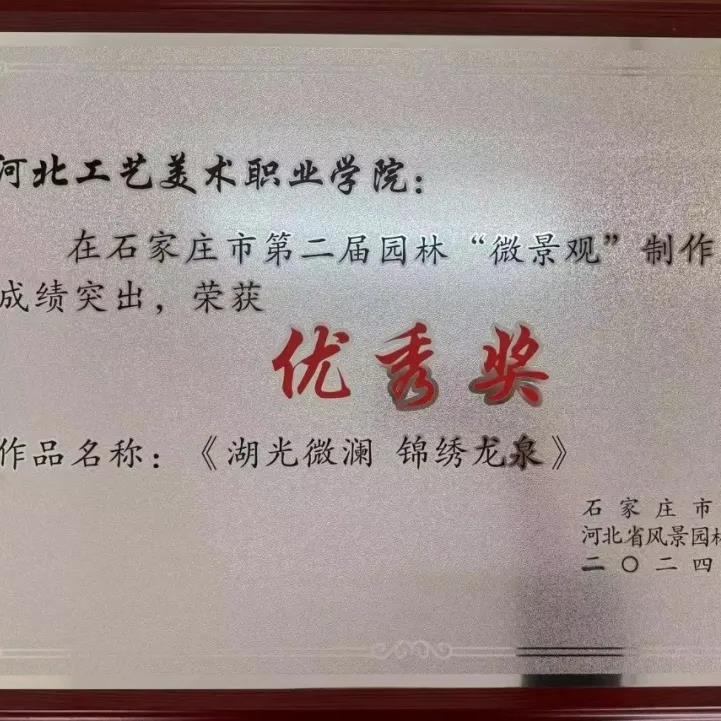 河北工艺美术职业学院：
在石家庄市第二届园林“微景观”制作
成绩突出，荣获
优秀奖
作品名称：《湖光微澜 锦绣龙泉》
石家庄市
河北省风景园林
二〇二四